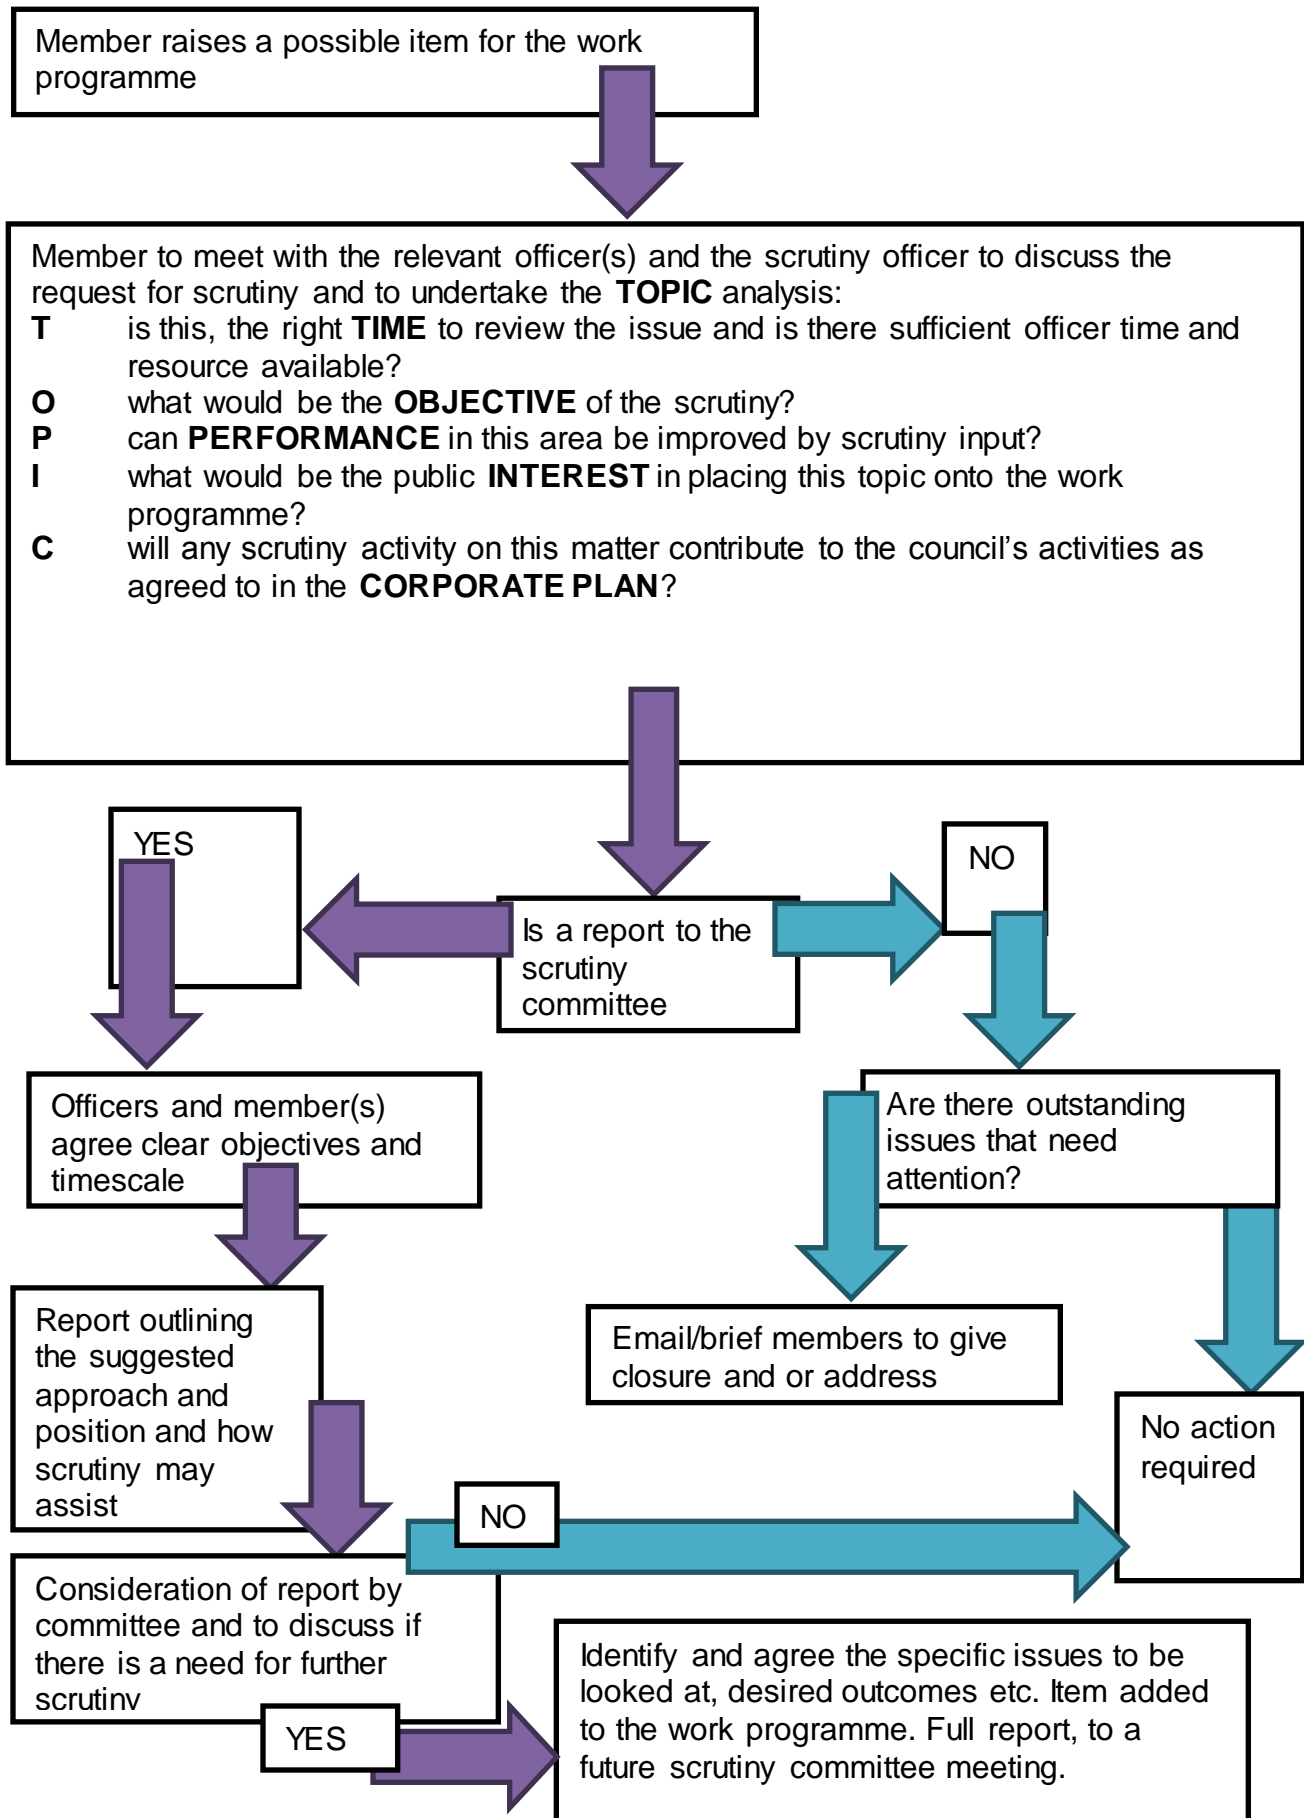 Member raises a possible item for the work
programme
Member to meet with the relevant officer(s) and the scrutiny officer to discuss the
request for scrutiny and to undertake the TOPIC analysis:
T is this, the right TIME to review the issue and is there sufficient officer time and
resource available?
O what would be the OBJECTIVE of the scrutiny?
P can PERFORMANCE in this area be improved by scrutiny input?
I what would be the public INTEREST in placing this topic onto the work
programme?
C will any scrutiny activity on this matter contribute to the council’s activities as
agreed to in the CORPORATE PLAN?
YES
NO
Is a report to the
scrutiny
committee
Officers and member(s)
agree clear objectives and
timescale
Are there outstanding
issues that need
attention?
Report outlining
the suggested
approach and
position and how
scrutiny may
assist
Email/brief members to give
closure and or address
No action
required
NO
Consideration of report by
committee and to discuss if
there is a need for further
scrutiny
YES
Identify and agree the specific issues to be
looked at, desired outcomes etc. Item added
to the work programme. Full report, to a
future scrutiny committee meeting.